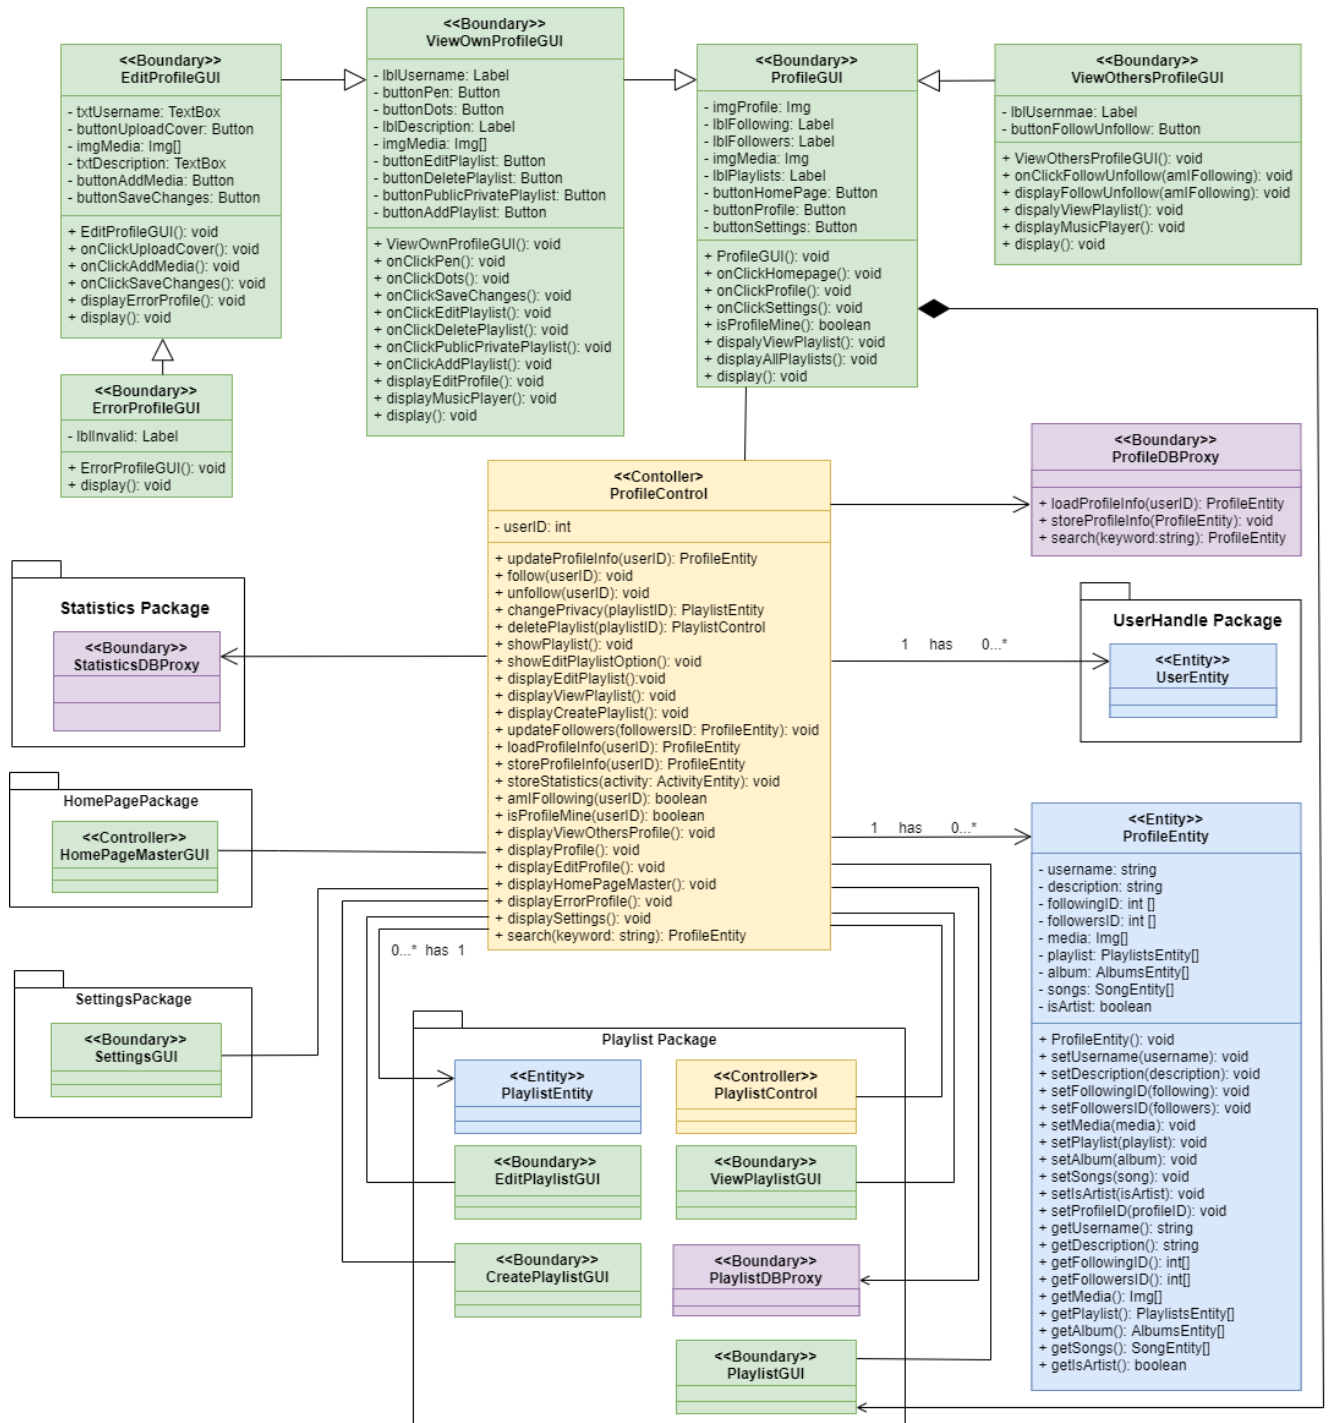 <<Boundary>>
EditProfileGUI
- txtUsername: TextBox
- buttonUploadCover: Button
- imgMedia: Img[]
- txtDescription: TextBox
- buttonAddMedia: Button
- buttonSaveChanges: Button
+ EditProfileGUI(): void
+ onClickUploadCover(): void
+ onClickAddMedia(): void
+ onClickSaveChanges(): void
+ displayErrorProfile(): void
+ display(): void
<<Boundary>>
ViewOwnProfileGUI
- lblUsername: Label
- buttonPen: Button
- buttonDots: Button
- lblDescription: Label
- imgMedia: Img[]
- buttonEditPlaylist: Button
- buttonDeletePlaylist: Button
- buttonPublicPrivatePlaylist: Button
- buttonAddPlaylist: Button
+ ViewOwnProfileGUI(): void
+ onClickPen(): void
+ onClickDots(): void
+ onClickSaveChanges(): void
+ onClickEditPlaylist(): void
+ onClickDeletePlaylist(): void
+ onClickPublicPrivatePlaylist(): void
+ onClickAddPlaylist(): void
+ displayEditProfile(): void
+ displayMusicPlayer(): void
+ display(): void
<<Boundary>>
ProfileGUI
- imgProfile: Img
- lblFollowing: Label
- lblFollowers: Label
- imgMedia: Img
- lblPlaylists: Label
- buttonHomePage: Button
- buttonProfile: Button
- buttonSettings: Button
+ ProfileGUI(): void
+ onClickHomepage(): void
+ onClickProfile(): void
+ onClickSettings(): void
+ isProfileMine(): boolean
+ dispalyViewPlaylist(): void
+ displayAllPlaylists(): void
+ display(): void
<<Boundary>>
ViewOthersProfileGUI
- lblUsernmae: Label
- buttonFollowUnfollow: Button
+ ViewOthersProfileGUI(): void
+ onClickFollowUnfollow(amIFollowing): void
+ displayFollowUnfollow(amIFollowing): void
+ dispalyViewPlaylist(): void
+ displayMusicPlayer(): void
+ display(): void
<<Boundary>>
ErrorProfileGUI
- lblInvalid: Label
+ ErrorProfileGUI(): void
+ display(): void
<<Contoller>
ProfileControl
- userID: int
+ updateProfileInfo(userID): ProfileEntity
+ follow(userID): void
+ unfollow(userID): void
+ changePrivacy(playlistID): PlaylistEntity
+ deletePlaylist(playlistID): PlaylistControl
+ showPlaylist(): void
+ showEditPlaylistOption(): void
+ displayEditPlaylist():void
+ displayViewPlaylist(): void
+ displayCreatePlaylist(): void
+ updateFollowers(followersID: ProfileEntity): void
+ loadProfileInfo(userID): ProfileEntity
+ storeProfileInfo(userID): ProfileEntity
+ storeStatistics(activity: ActivityEntity): void
+ amIFollowing(userID): boolean
+ isProfileMine(userID): boolean
+ displayViewOthersProfile(): void
+ displayProfile(): void
+ displayEditProfile(): void
+ displayHomePageMaster(): void
+ displayErrorProfile(): void
+ displaySettings(): void
+ search(keyword: string): ProfileEntity
<<Boundary>>
ProfileDBProxy
+ loadProfileInfo(userID): ProfileEntity
+ storeProfileInfo(ProfileEntity): void
+ search(keyword:string): ProfileEntity
Statistics Package
<<Boundary>>
StatisticsDBProxy
UserHandle Package
<<Entity>>
UserEntity
1 has 0...*
HomePagePackage
<<Controller>>
HomePageMasterGUI
1 has 0...*
<<Entity>>
ProfileEntity
- username: string
- description: string
- followingID: int []
- followersID: int []
- media: Img[]
- playlist: PlaylistsEntity[]
- album: AlbumsEntity[]
- songs: SongEntity[]
- isArtist: boolean
+ ProfileEntity(): void
+ setUsername(username): void
+ setDescription(description): void
+ setFollowingID(following): void
+ setFollowersID(followers): void
+ setMedia(media): void
+ setPlaylist(playlist): void
+ setAlbum(album): void
+ setSongs(song): void
+ setIsArtist(isArtist): void
+ setProfileID(profileID): void
+ getUsername(): string
+ getDescription(): string
+ getFollowingID(): int[]
+ getFollowersID(): int[]
+ getMedia(): Img[]
+ getPlaylist(): PlaylistsEntity[]
+ getAlbum(): AlbumsEntity[]
+ getSongs(): SongEntity[]
+ getIsArtist(): boolean
0...* has 1
SettingsPackage
<<Boundary>>
SettingsGUI
Playlist Package
<<Entity>>
PlaylistEntity
<<Controller>>
PlaylistControl
<<Boundary>>
EditPlaylistGUI
<<Boundary>>
ViewPlaylistGUI
<<Boundary>>
CreatePlaylistGUI
<<Boundary>>
PlaylistDBProxy
<<Boundary>>
PlaylistGUI